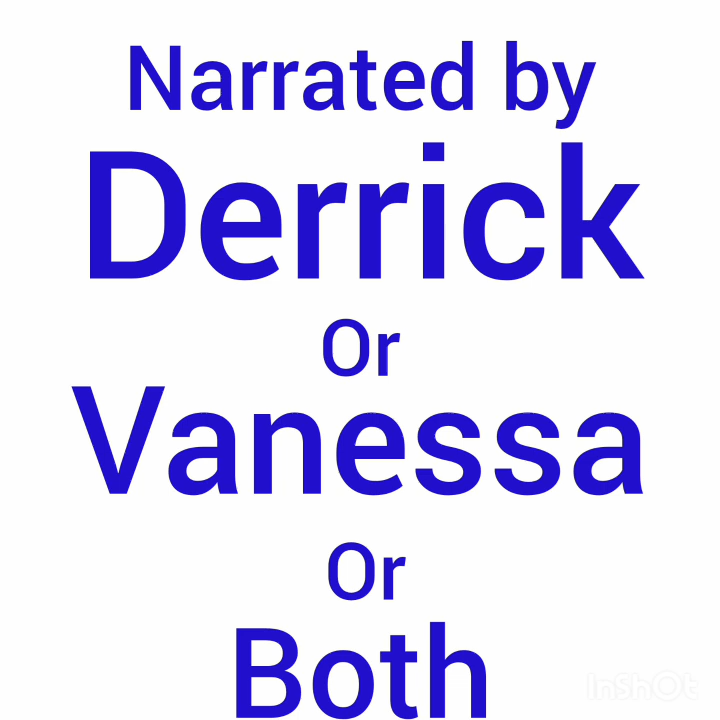 Narrated by
Derrick
Or
Vanessa
Or
Both
InShOt